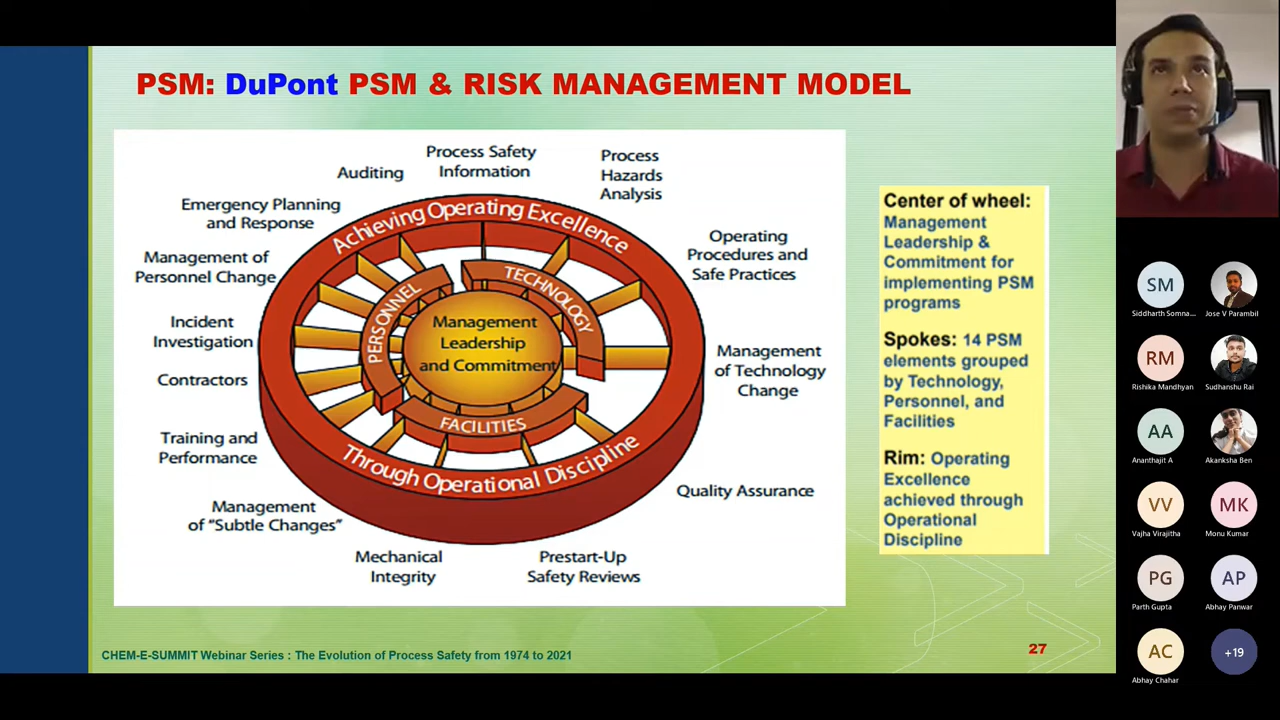 PSM: DuPont PSM & RISK MANAGEMENT MODEL
Process Safety
Information
Process
Hazards
Analysis
Auditing
Emergency Planning
and Response
Operating
Procedures and
Safe Practices
Management of
Personnel Change
Incident
Investigation
Management
of Technology
Change
Contractors
Training and
Performance
Quality Assurance
Management
of "Subtle Changes"
Mechanical
Integrity
Prestart-Up
Safety Reviews
Achieving Operating Excellence
Through Operational Discipline
PERSONNEL
TECHNOLOGY
FACILITIES
Management
Leadership
and Commitment
Center of wheel:
Management
Leadership &
Commitment for
implementing PSM
programs
Spokes: 14 PSM
elements grouped
by Technology,
Personnel, and
Facilities
Rim: Operating
Excellence
achieved through
Operational
Discipline
CHEM-E-SUMMIT Webinar Series : The Evolution of Process Safety from 1974 to 2021
27
SM
Siddharth Somna...
Jose V Parambil
RM
Rishika Mandhyan
Sudhanshu Rai
AA
Ananthajit A
Akanksha Ben
VV
Vajha Virajitha
MK
Monu Kumar
PG
Parth Gupta
AP
Abhay Panwar
AC
Abhay Chahar
+19